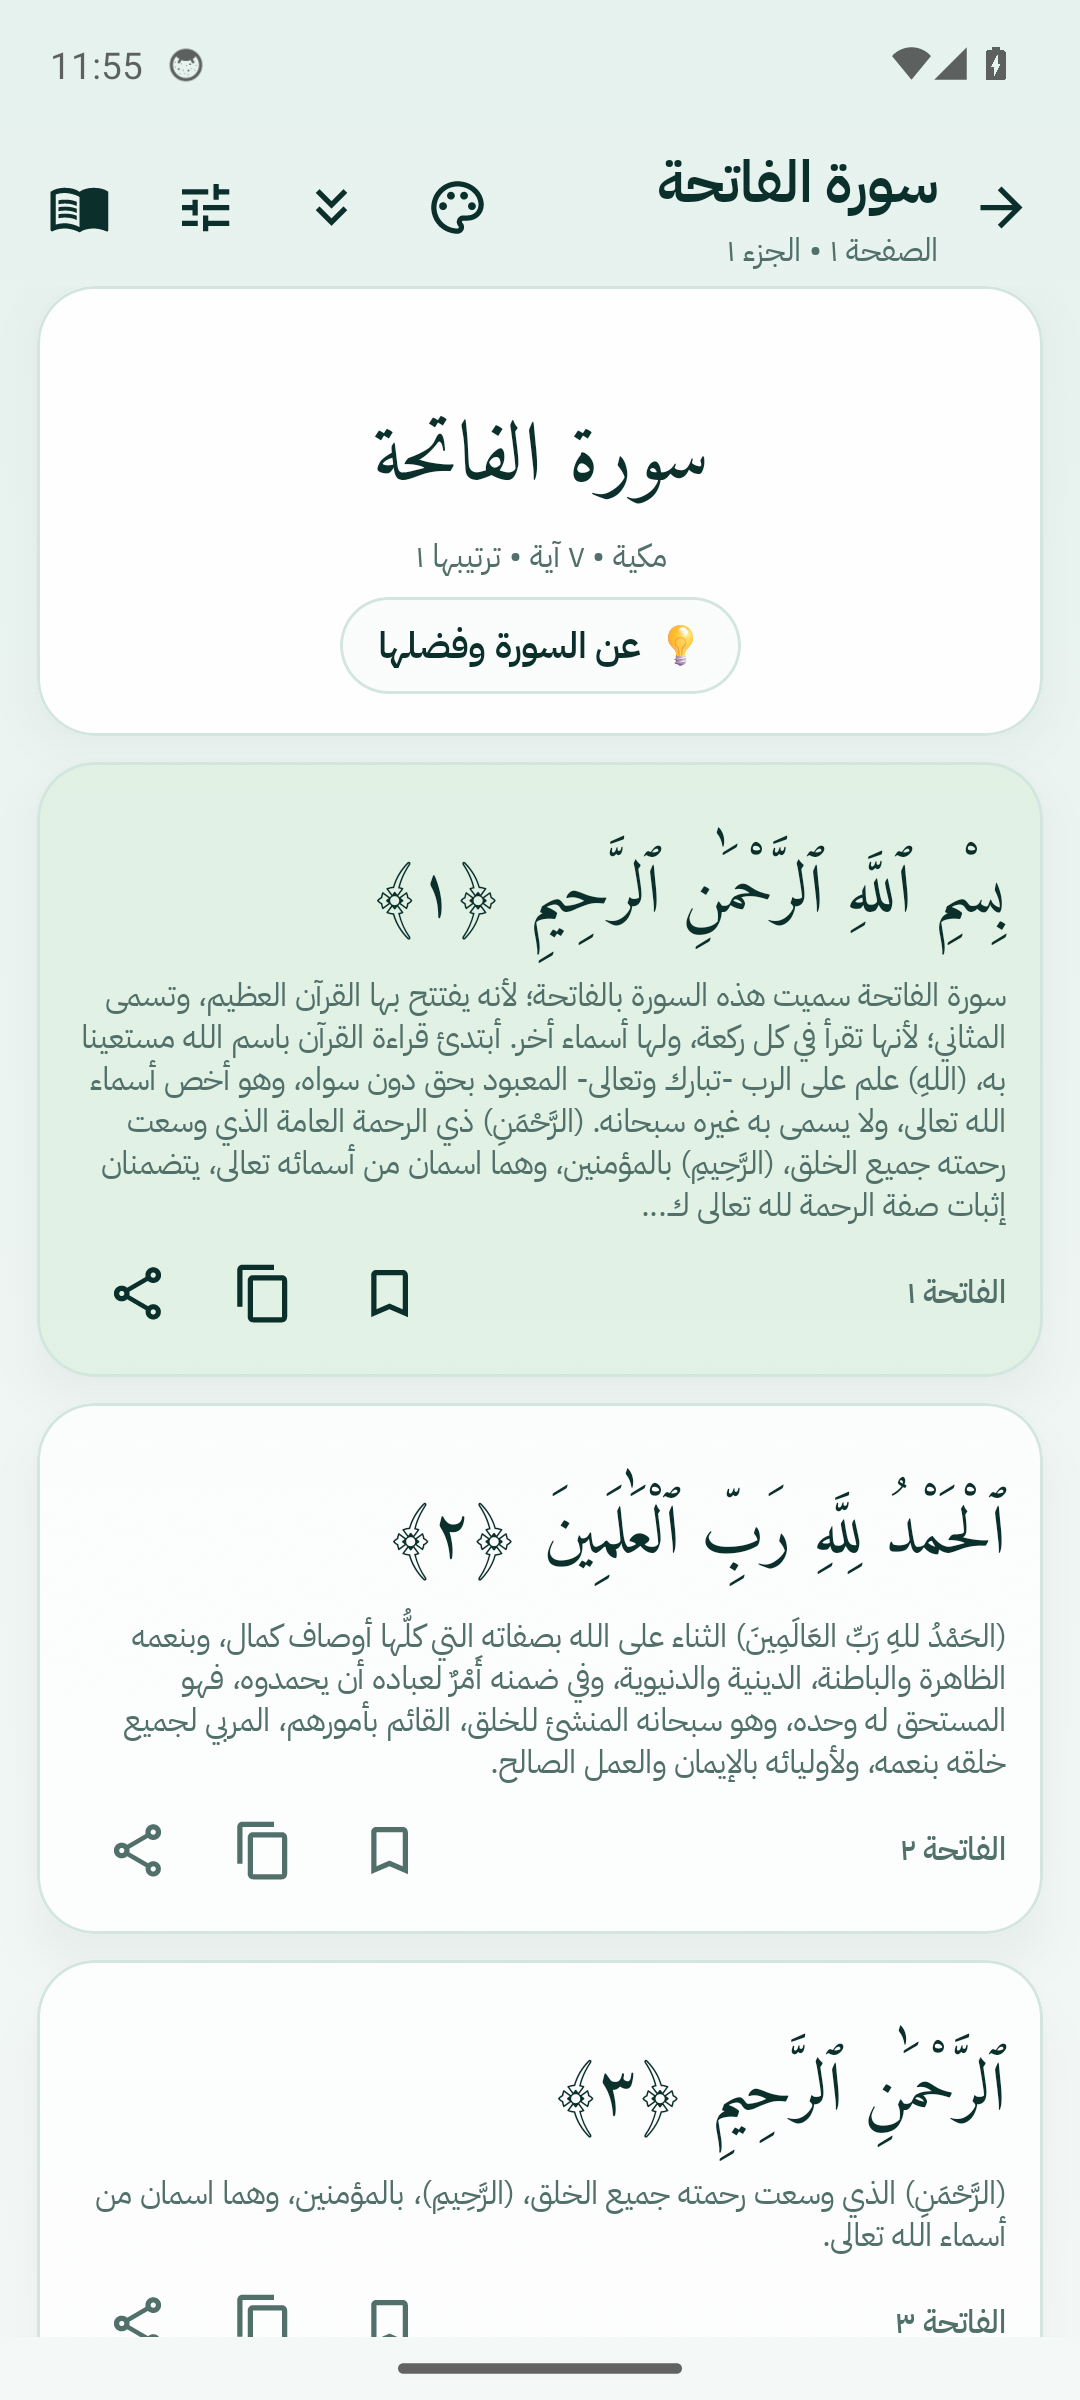 11:55
سورة الفاتحة
الصفحة ١ • الجزء ١
سورة الفاتحة
مكية • ٧ آية • ترتيبها ١
عن السورة وفضلها
بِسْمِ ٱللَّهِ ٱلرَّحْمَٰنِ ٱلرَّحِيمِ ﴿١﴾
سورة الفاتحة سميت هذه السورة بالفاتحة؛ لأنه يفتتح بها القرآن العظيم، وتسمى
المثاني؛ لأنها تقرأ في كل ركعة، ولها أسماء أخر. أبتدئ قراءة القرآن باسم الله مستعينا
به، (اللهِ) علم على الرب -تبارك وتعالى- المعبود بحق دون سواه، وهو أخص أسماء
الله تعالى، ولا يسمى به غيره سبحانه. (الرَّحْمَنِ) ذي الرحمة العامة الذي وسعت
رحمته جميع الخلق، (الرَّحِيمِ) بالمؤمنين، وهما اسمان من أسمائه تعالى، يتضمنان
إثبات صفة الرحمة لله تعالى ك...
الفاتحة ١
ٱلْحَمْدُ لِلَّهِ رَبِّ ٱلْعَٰلَمِينَ ﴿٢﴾
(الحَمْدُ للهِ رَبِّ العَالَمِينَ) الثناء على الله بصفاته التي كلُّها أوصاف كمال، وبنعمه
الظاهرة والباطنة، الدينية والدنيوية، وفي ضمنه أَمْرٌ لعباده أن يحمدوه، فهو
المستحق له وحده، وهو سبحانه المنشئ للخلق، القائم بأمورهم، المربي لجميع
خلقه بنعمه، ولأوليائه بالإيمان والعمل الصالح.
الفاتحة ٢
ٱلرَّحْمَٰنِ ٱلرَّحِيمِ ﴿٣﴾
(الرَّحْمَنِ) الذي وسعت رحمته جميع الخلق، (الرَّحِيمِ)، بالمؤمنين، وهما اسمان من
أسماء الله تعالى.
الفاتحة ٣